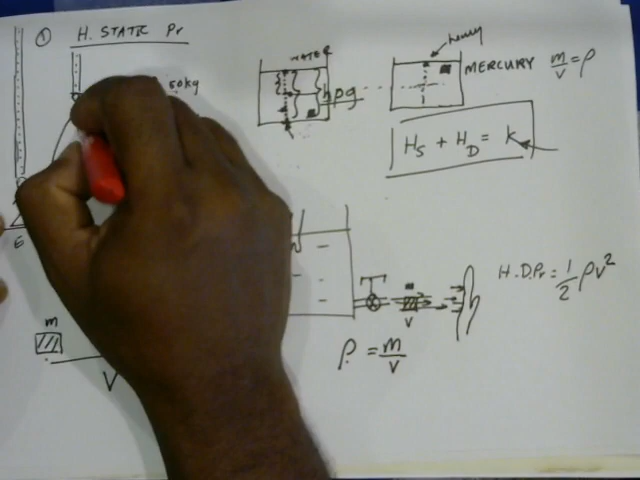 ① H. STATIC Pr
50kg
WATER
hρg
heavy
MERCURY
m/v = ρ
H_S + H_D = K
E
m
V
V
ρ. = m/v
H.D.Pr = 1/2 ρv²